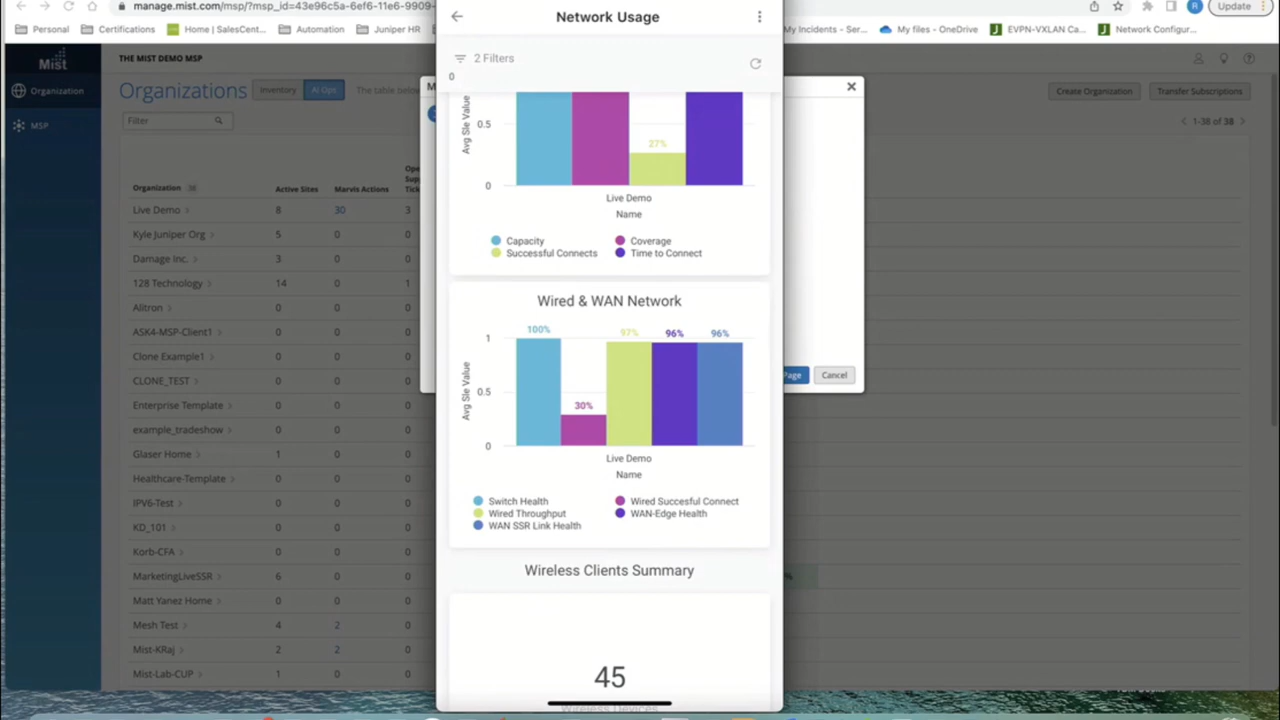 manage.mist.com/msp/?msp_id=43e96c5a-6ef6-11e6-9909-
R
Update
Personal
Certifications
Home | SalesCent...
Automation
Juniper HR
My Incidents - Ser...
My files - OneDrive
EVPN-VXLAN Ca...
Network Configur...
Mist
THE MIST DEMO MSP
Organization
MSP
Organizations
Inventory
AI Ops
The table below
Create Organization
Transfer Subscriptions
Filter
1-38 of 38
Organization 38
Active Sites
Marvis Actions
Live Demo 8 30 3
Kyle Juniper Org 5 0 0
Damage Inc. 3 0 0
128 Technology 14 0 1
Alitron 0 0 0
ASK4-MSP-Client1 0 0 0
Clone Example1 0 0 0
CLONE_TEST 0 0 0
Enterprise Template 0 0 0
example_tradeshow 0 0 0
Glaser Home 1 0 0
Healthcare-Template 0 0 0
IPV6-Test 0 0 0
KD_101 0 0 0
Korb-CFA 0 0 0
MarketingLiveSSR 6 0 0
Matt Yanez Home 0 0 0
Mesh Test 4 2 0
Mist-KRaj 2 2 0
Mist-Lab-CUP 1 0 0
Page
Cancel
%
Network Usage
2 Filters
0
Avg Sle Value
0.5
0
27%
Live Demo
Name
Capacity
Coverage
Successful Connects
Time to Connect
Wired & WAN Network
Avg Sle Value
1
0.5
0
100%
30%
97%
96%
96%
Live Demo
Name
Switch Health
Wired Succesful Connect
Wired Throughput
WAN-Edge Health
WAN SSR Link Health
Wireless Clients Summary
45
Wireless Devices